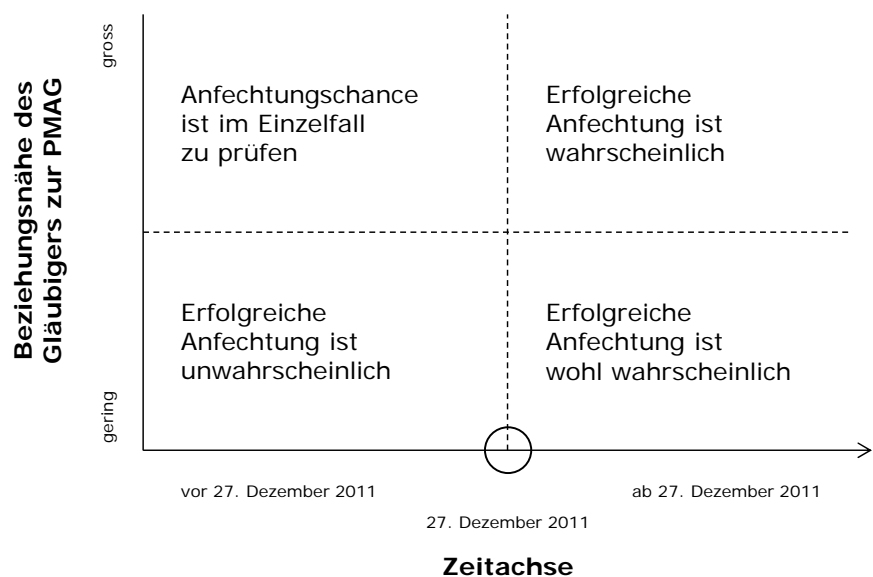 Beziehungsnähe des
Gläubigers zur PMAG
gross
gering
Anfechtungschance
ist im Einzelfall
zu prüfen
Erfolgreiche
Anfechtung ist
wahrscheinlich
Erfolgreiche
Anfechtung ist
unwahrscheinlich
Erfolgreiche
Anfechtung ist
wohl wahrscheinlich
vor 27. Dezember 2011
ab 27. Dezember 2011
27. Dezember 2011
Zeitachse